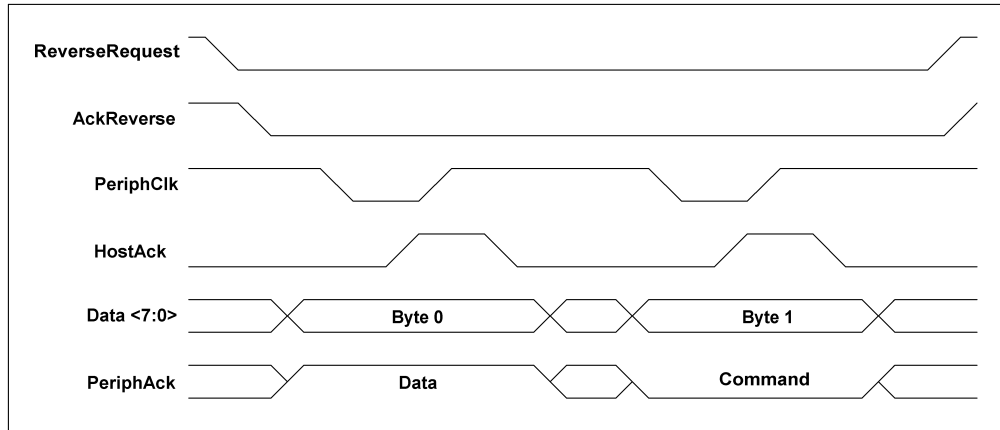 ReverseRequest
AckReverse
PeriphClk
HostAck
Data <7:0>
Byte 0
Byte 1
PeriphAck
Data
Command